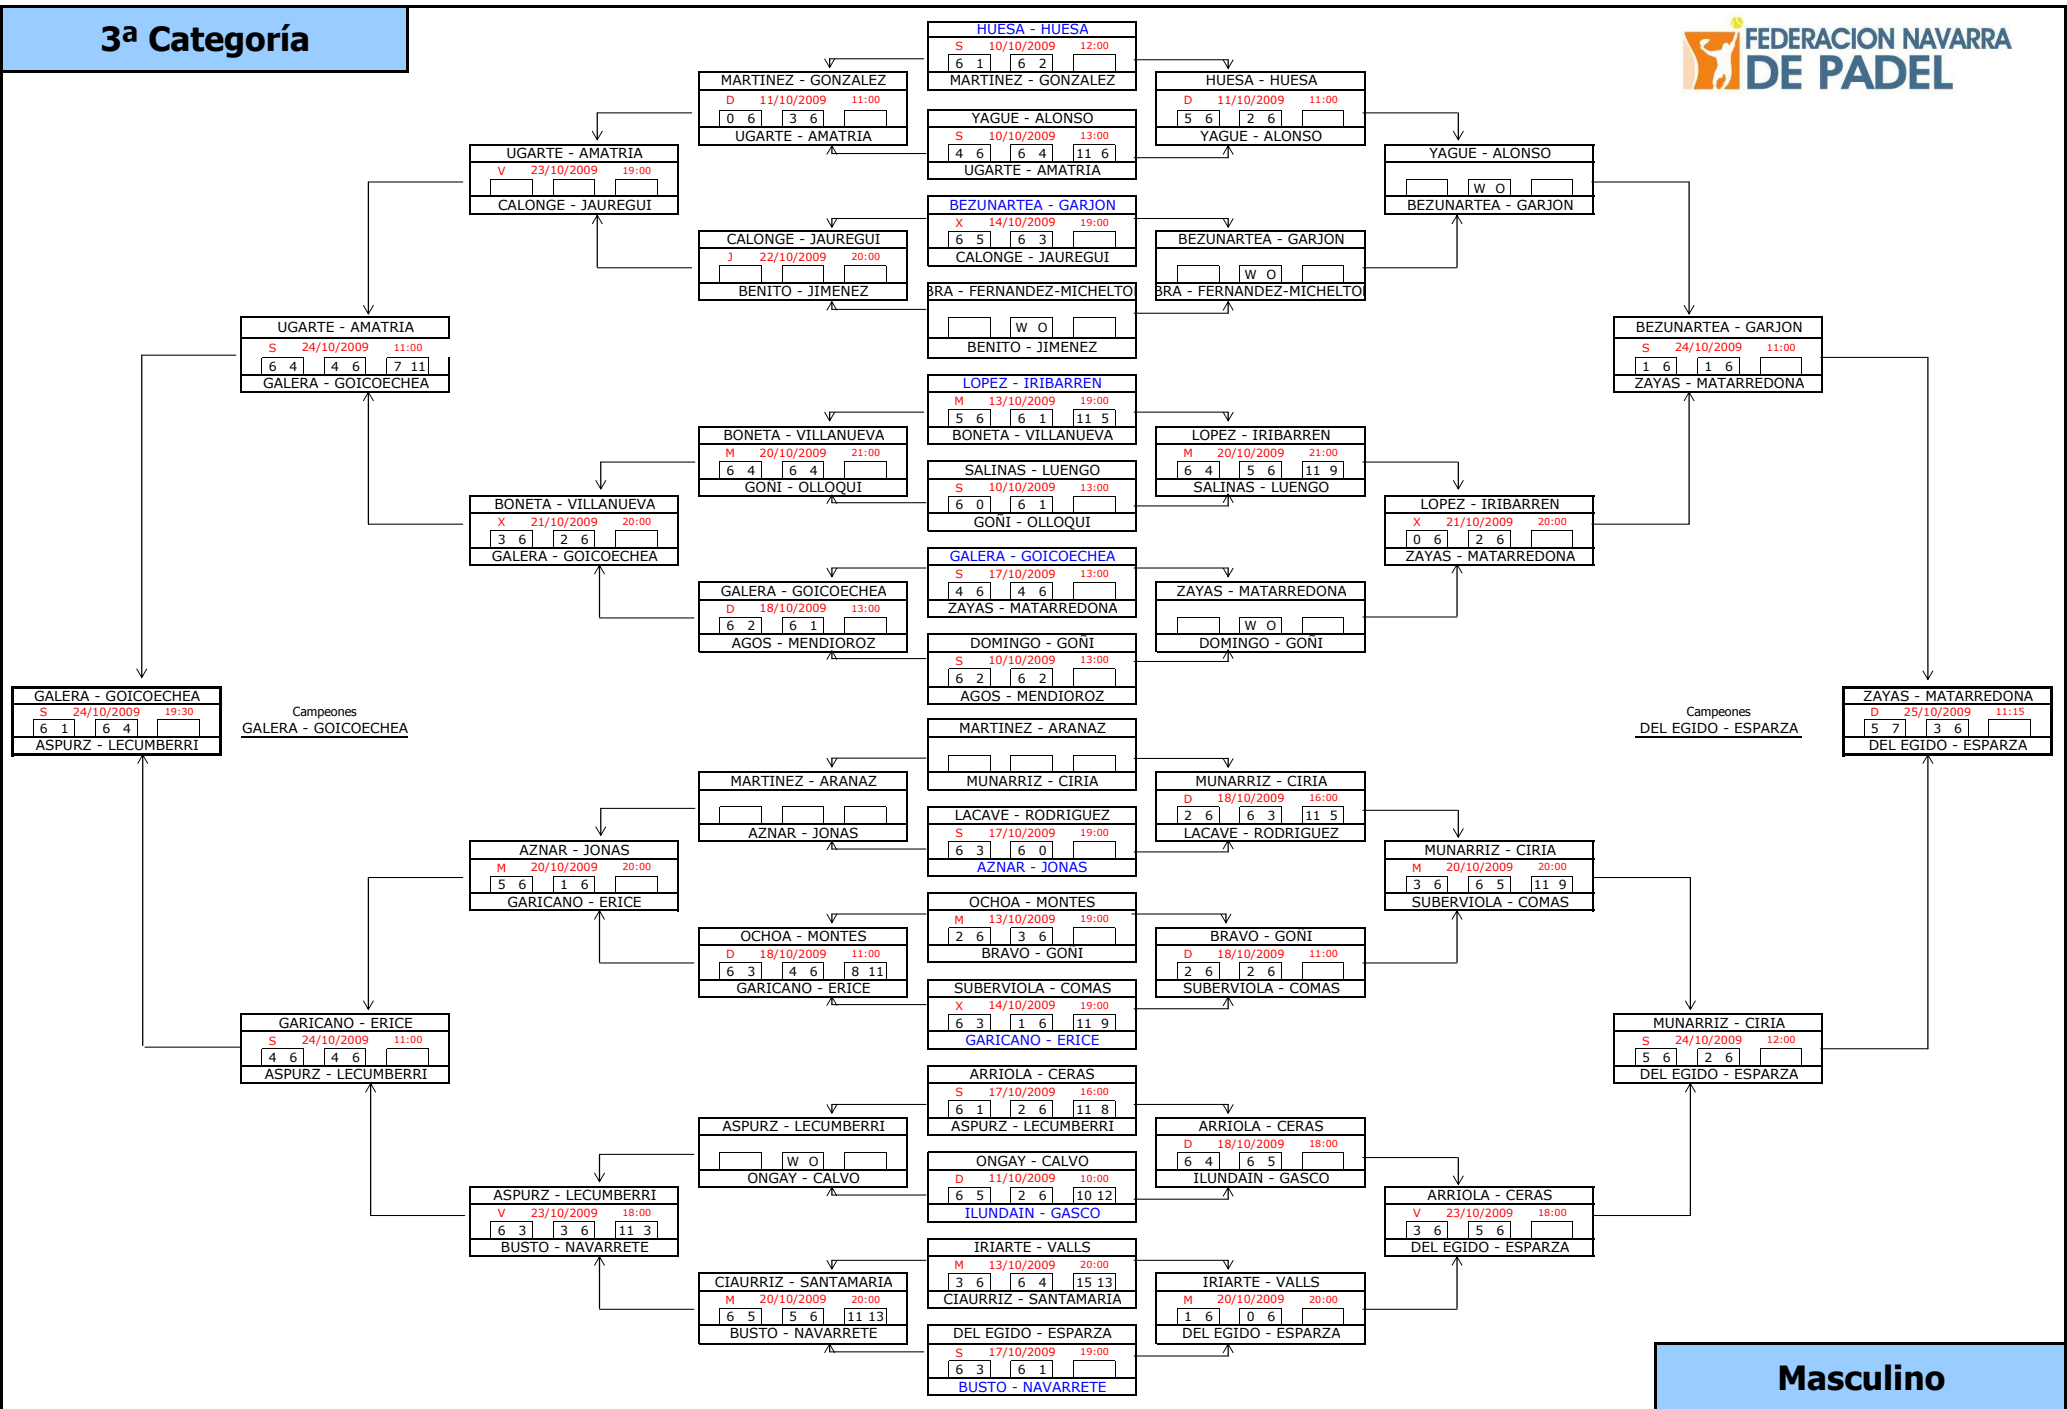 3ª Categoría
FEDERACION NAVARRA
DE PADEL
HUESA - HUESA
S 10/10/2009 12:00
6 1 6 2
MARTINEZ - GONZALEZ
YAGUE - ALONSO
S 10/10/2009 13:00
4 6 6 4 11 6
UGARTE - AMATRIA
BEZUNARTEA - GARJON
X 14/10/2009 19:00
6 5 6 3
CALONGE - JAUREGUI
BRA - FERNANDEZ-MICHELTO
W O
BENITO - JIMENEZ
LOPEZ - IRIBARREN
M 13/10/2009 19:00
5 6 6 1 11 5
BONETA - VILLANUEVA
SALINAS - LUENGO
S 10/10/2009 13:00
6 0 6 1
GOÑI - OLLOQUI
GALERA - GOICOECHEA
S 17/10/2009 13:00
4 6 4 6
ZAYAS - MATARREDONA
DOMINGO - GOÑI
S 10/10/2009 13:00
6 2 6 2
AGOS - MENDIOROZ
MARTINEZ - ARANAZ
MUNARRIZ - CIRIA
LACAVE - RODRIGUEZ
S 17/10/2009 19:00
6 3 6 0
AZNAR - JONAS
OCHOA - MONTES
M 13/10/2009 19:00
2 6 3 6
BRAVO - GOÑI
SUBERVIOLA - COMAS
X 14/10/2009 19:00
6 3 1 6 11 9
GARICANO - ERICE
ARRIOLA - CERAS
S 17/10/2009 16:00
6 1 2 6 11 8
ASPURZ - LECUMBERRI
ONGAY - CALVO
D 11/10/2009 10:00
6 5 2 6 10 12
ILUNDAIN - GASCO
IRIARTE - VALLS
M 13/10/2009 20:00
3 6 6 4 15 13
CIAURRIZ - SANTAMARIA
DEL EGIDO - ESPARZA
S 17/10/2009 19:00
6 3 6 1
BUSTO - NAVARRETE
MARTINEZ - GONZALEZ
D 11/10/2009 11:00
0 6 3 6
UGARTE - AMATRIA
CALONGE - JAUREGUI
J 22/10/2009 20:00
BENITO - JIMENEZ
BONETA - VILLANUEVA
M 20/10/2009 21:00
6 4 6 4
GOÑI - OLLOQUI
GALERA - GOICOECHEA
D 18/10/2009 13:00
6 2 6 1
AGOS - MENDIOROZ
MARTINEZ - ARANAZ
AZNAR - JONAS
OCHOA - MONTES
D 18/10/2009 11:00
6 3 4 6 8 11
GARICANO - ERICE
ASPURZ - LECUMBERRI
W O
ONGAY - CALVO
CIAURRIZ - SANTAMARIA
M 20/10/2009 20:00
6 5 5 6 11 13
BUSTO - NAVARRETE
UGARTE - AMATRIA
V 23/10/2009 19:00
CALONGE - JAUREGUI
BONETA - VILLANUEVA
X 21/10/2009 20:00
3 6 2 6
GALERA - GOICOECHEA
AZNAR - JONAS
M 20/10/2009 20:00
5 6 1 6
GARICANO - ERICE
ASPURZ - LECUMBERRI
V 23/10/2009 18:00
6 3 3 6 11 3
BUSTO - NAVARRETE
UGARTE - AMATRIA
S 24/10/2009 11:00
6 4 4 6 7 11
GALERA - GOICOECHEA
GARICANO - ERICE
S 24/10/2009 11:00
4 6 4 6
ASPURZ - LECUMBERRI
GALERA - GOICOECHEA
S 24/10/2009 19:30
6 1 6 4
ASPURZ - LECUMBERRI
Campeones
GALERA - GOICOECHEA
HUESA - HUESA
D 11/10/2009 11:00
5 6 2 6
YAGUE - ALONSO
BEZUNARTEA - GARJON
W O
BRA - FERNANDEZ-MICHELTO
LOPEZ - IRIBARREN
M 20/10/2009 21:00
6 4 5 6 11 9
SALINAS - LUENGO
ZAYAS - MATARREDONA
W O
DOMINGO - GOÑI
MUNARRIZ - CIRIA
D 18/10/2009 16:00
2 6 6 3 11 5
LACAVE - RODRIGUEZ
BRAVO - GOÑI
D 18/10/2009 11:00
2 6 2 6
SUBERVIOLA - COMAS
ARRIOLA - CERAS
D 18/10/2009 18:00
6 4 6 5
ILUNDAIN - GASCO
IRIARTE - VALLS
M 20/10/2009 20:00
1 6 0 6
DEL EGIDO - ESPARZA
YAGUE - ALONSO
W O
BEZUNARTEA - GARJON
LOPEZ - IRIBARREN
X 21/10/2009 20:00
0 6 2 6
ZAYAS - MATARREDONA
MUNARRIZ - CIRIA
M 20/10/2009 20:00
3 6 6 5 11 9
SUBERVIOLA - COMAS
ARRIOLA - CERAS
V 23/10/2009 18:00
3 6 5 6
DEL EGIDO - ESPARZA
BEZUNARTEA - GARJON
S 24/10/2009 11:00
1 6 1 6
ZAYAS - MATARREDONA
MUNARRIZ - CIRIA
S 24/10/2009 12:00
5 6 2 6
DEL EGIDO - ESPARZA
Campeones
DEL EGIDO - ESPARZA
ZAYAS - MATARREDONA
D 25/10/2009 11:15
5 7 3 6
DEL EGIDO - ESPARZA
Masculino